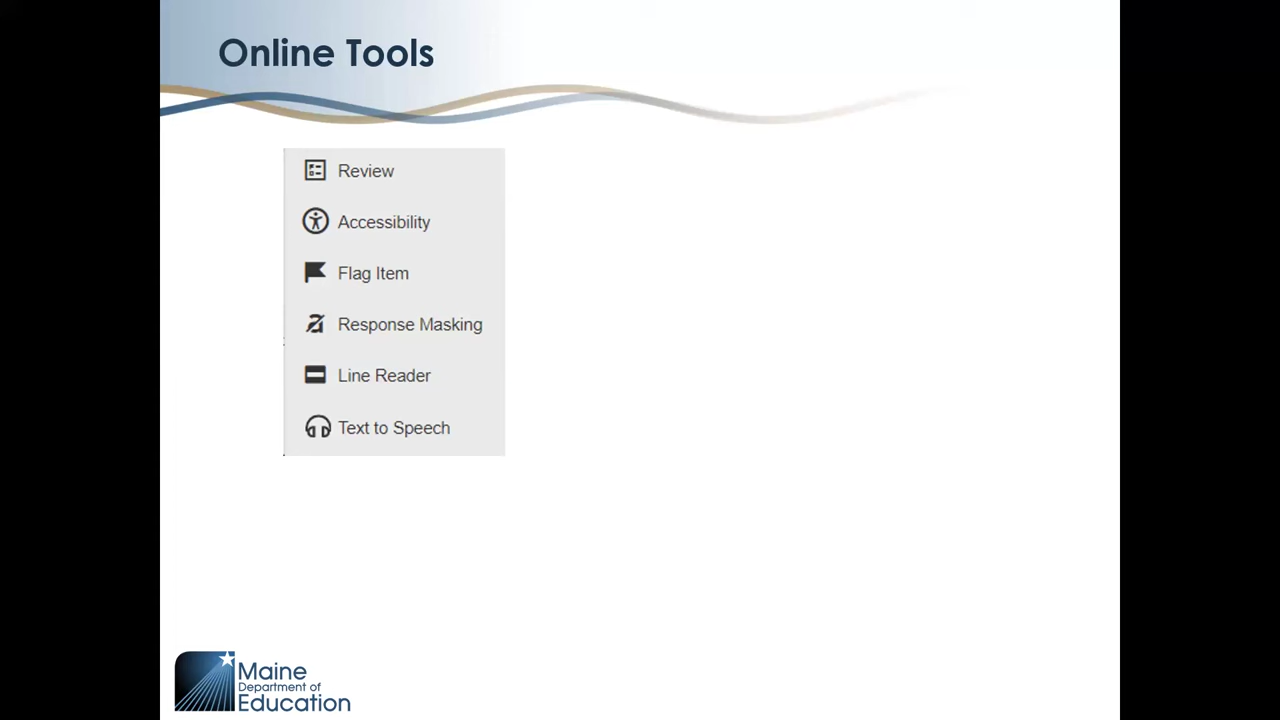 Online Tools
Review
Accessibility
Flag Item
Response Masking
Line Reader
Text to Speech
Maine
Department of
Education